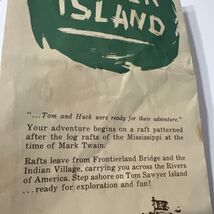 ISLAND
"...Tom and Huck were ready for their adventure."
Your adventure begins on a raft patterned
after the log rafts of the Mississippi at the
time of Mark Twain.
Rafts leave from Frontierland Bridge and the
Indian Village, carrying you across the Rivers
of America. Step ashore on Tom Sawyer Island
...ready for exploration and fun!